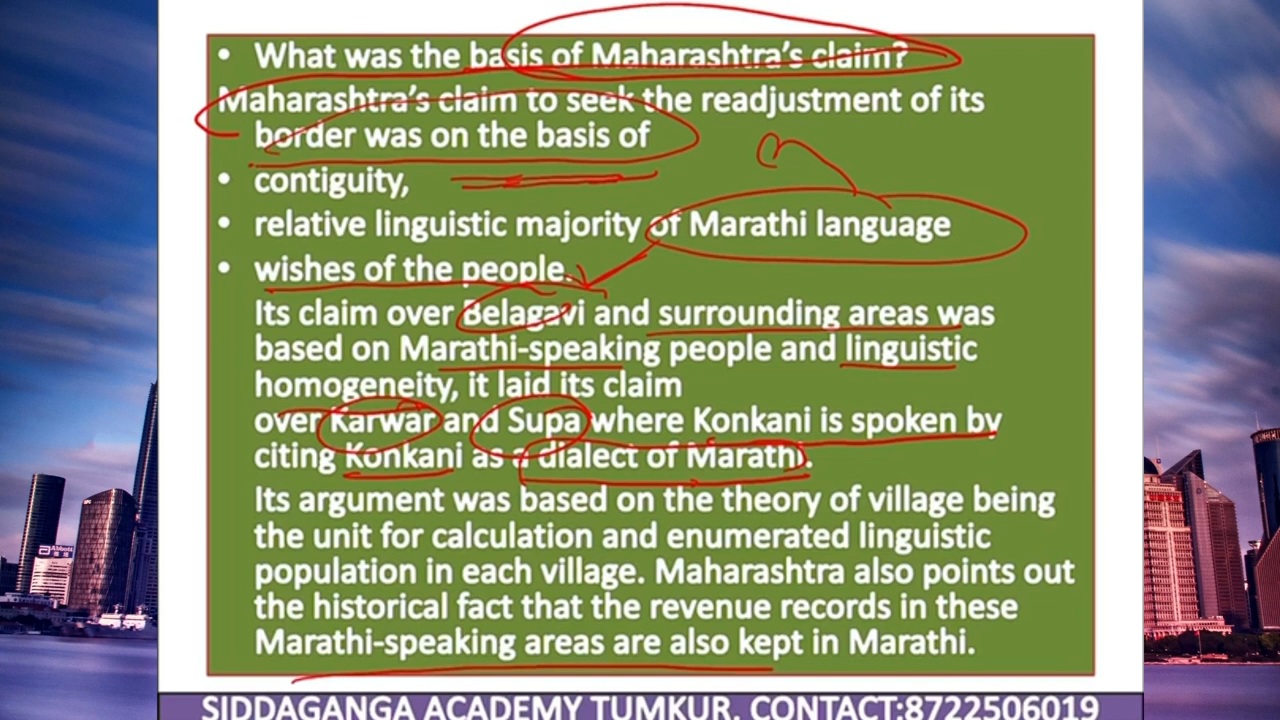 • What was the basis of Maharashtra's claim?
Maharashtra's claim to seek the readjustment of its
border was on the basis of
• contiguity,
• relative linguistic majority of Marathi language
• wishes of the people.
Its claim over Belagavi and surrounding areas was
based on Marathi-speaking people and linguistic
homogeneity, it laid its claim
over Karwar and Supa where Konkani is spoken by
citing Konkani as a dialect of Marathi.
Its argument was based on the theory of village being
the unit for calculation and enumerated linguistic
population in each village. Maharashtra also points out
the historical fact that the revenue records in these
Marathi-speaking areas are also kept in Marathi.
Abbott
SIDDAGANGA ACADEMY TUMKUR. CONTACT:8722506019